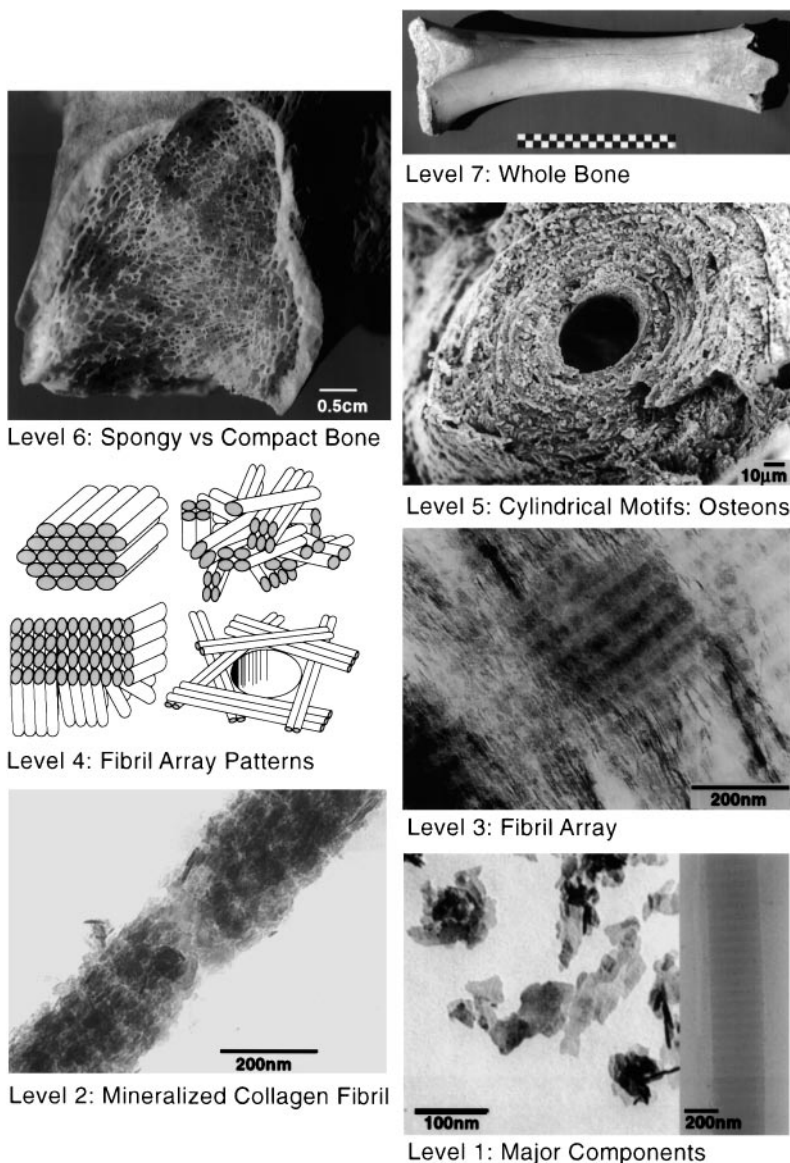 Level 7: Whole Bone
0.5cm
Level 6: Spongy vs Compact Bone
10μm
Level 5: Cylindrical Motifs: Osteons
Level 4: Fibril Array Patterns
200nm
Level 3: Fibril Array
200nm
Level 2: Mineralized Collagen Fibril
100nm
200nm
Level 1: Major Components